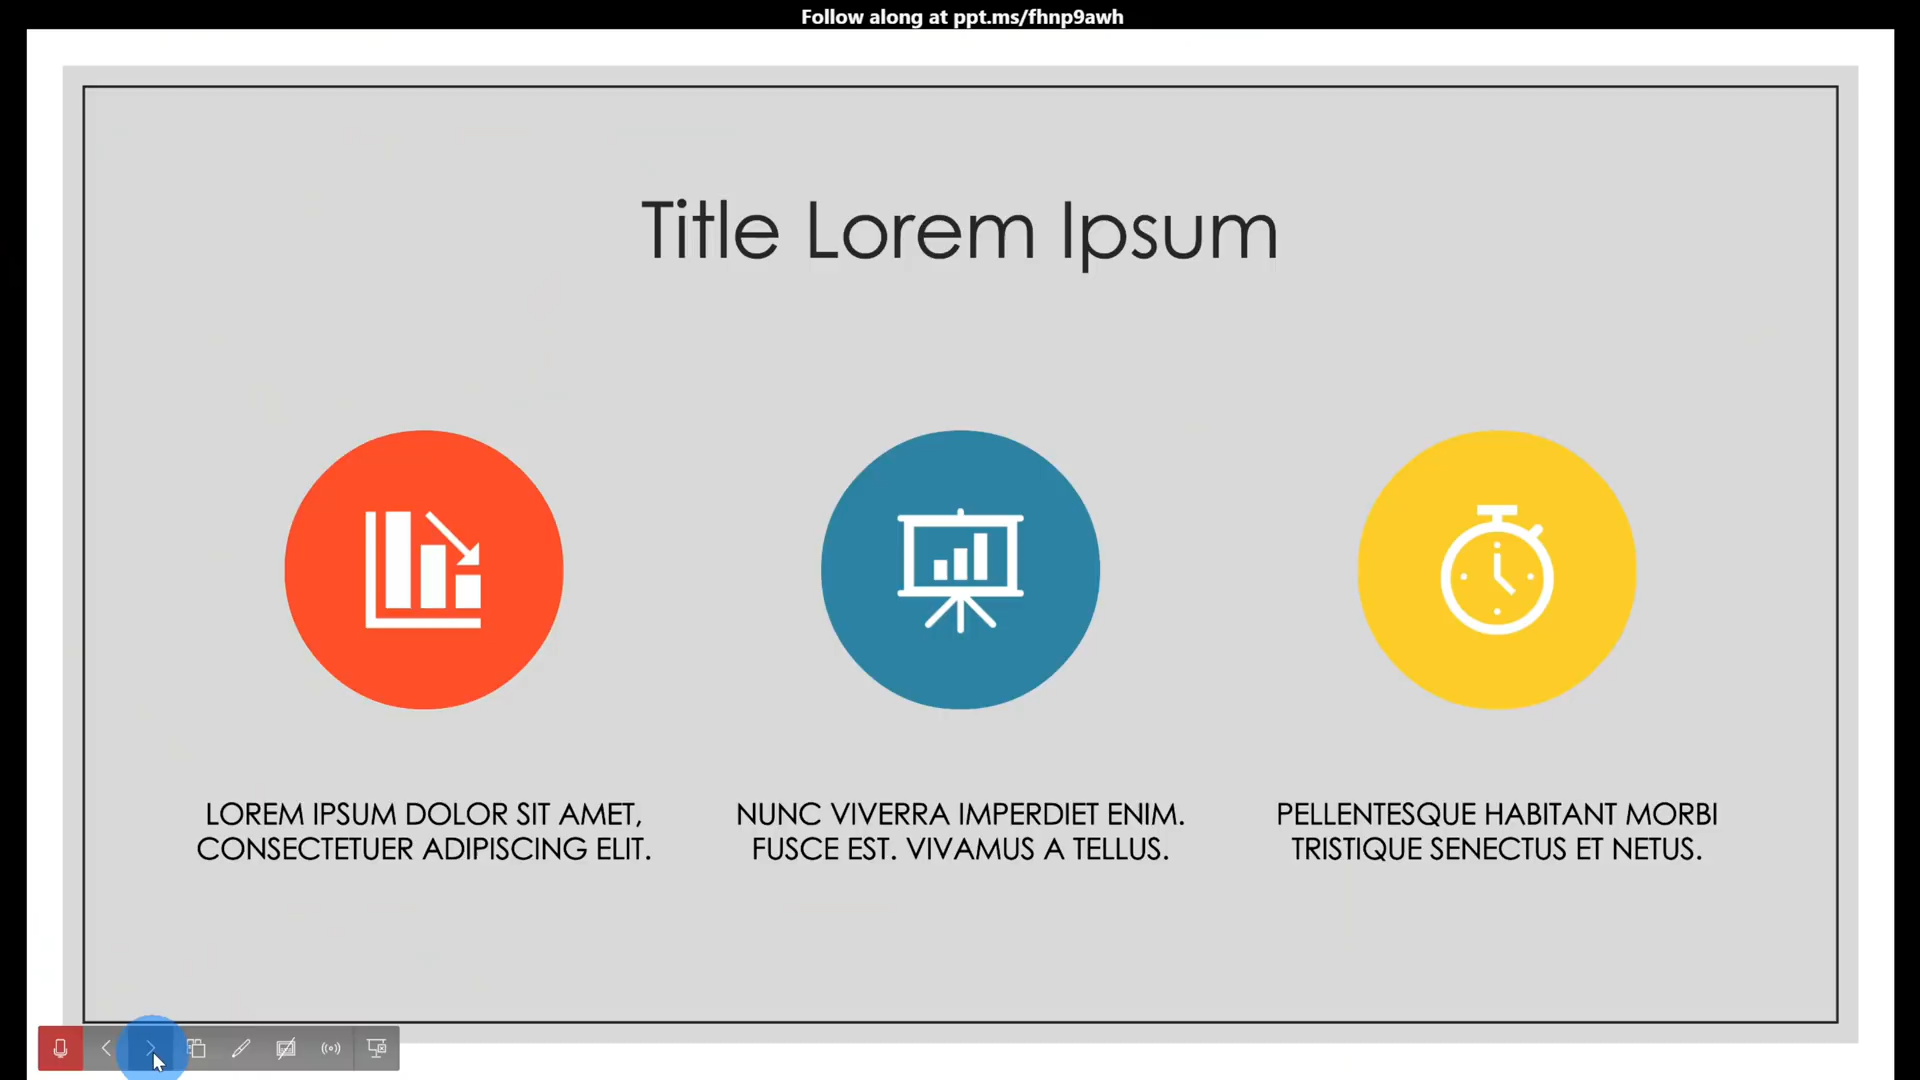 Follow along at ppt.ms/fhnp9awh
Title Lorem Ipsum
LOREM IPSUM DOLOR SIT AMET,
CONSECTETUER ADIPISCING ELIT.
NUNC VIVERRA IMPERDIET ENIM.
FUSCE EST. VIVAMUS A TELLUS.
PELLENTESQUE HABITANT MORBI
TRISTIQUE SENECTUS ET NETUS.